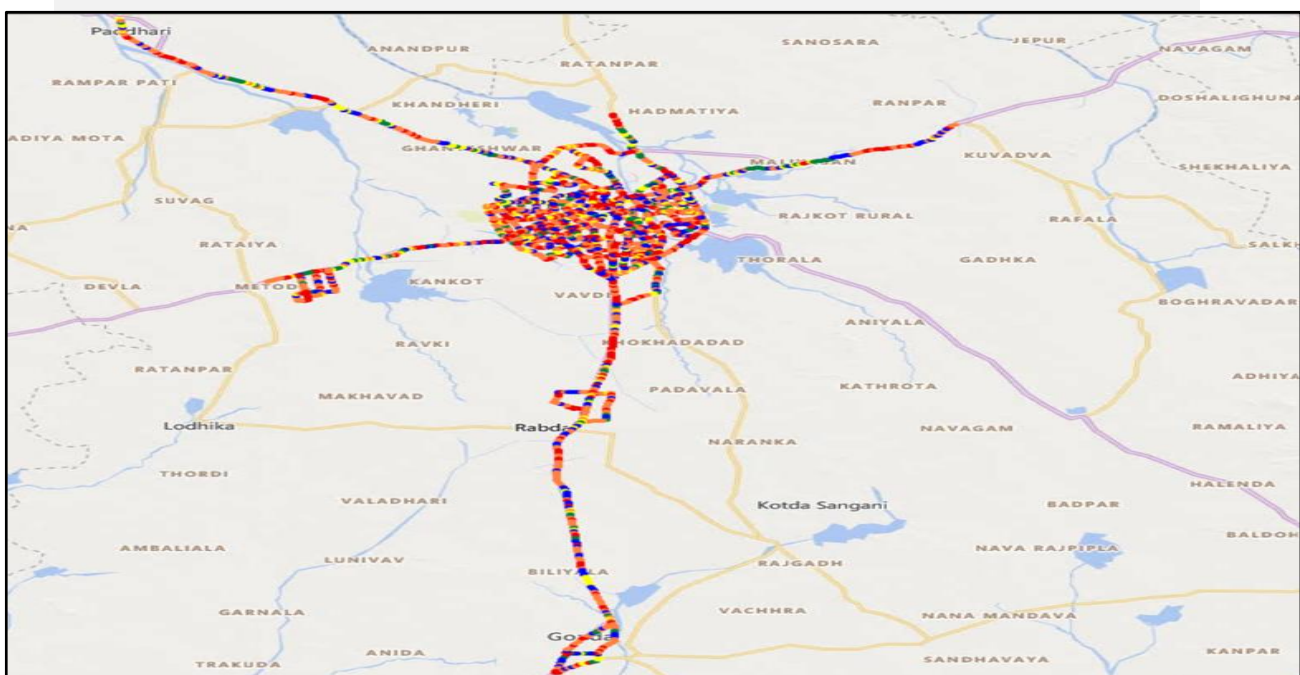 Paddhari
ANANDPUR
SANOSARA
JEPUR
NAVAGAM
RATANPAR
RAMPAR PATI
KHANDHERI
HADMATIYA
RANPAR
DOSHALIGHUNA
ADIYA MOTA
KUVADVA
SHEKHALIYA
SUVAG
RAJKOT RURAL
RAFALA
NA
RATAIYA
THORALA
GADHKA
SALKH
DEVLA
METOD
KANKOT
VAVDI
BOGHRAVADAR
ANIYALA
RAVKI
KHOKHADADAD
RATANPAR
PADAVALA
KATHROTA
ADHIYA
MAKHAVAD
Lodhika
Rabda
NARANKA
NAVAGAM
RAMALIYA
THORDI
HALENDA
VALADHARI
Kotda Sangani
BADPAR
BALDOH
AMBALIALA
LUNIVAV
BILIYALA
RAJGADH
NAVA RAJPIPLA
GARNALA
VACHHRA
NANA MANDAVA
TRAKUDA
ANIDA
SANDHAVAYA
KANPAR